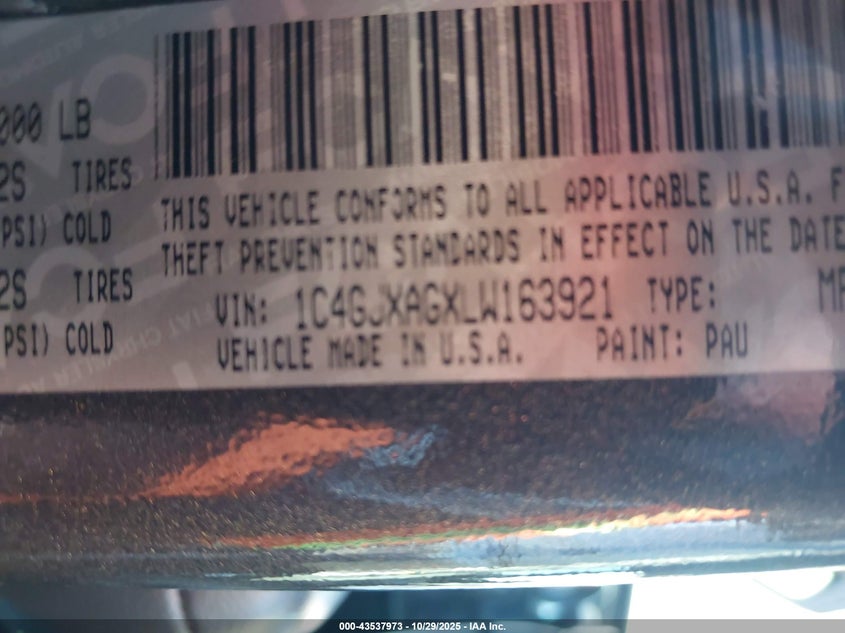 000 LB
2S TIRES
PSI) COLD
2S TIRES
PSI) COLD
THIS VEHICLE CONFORMS TO ALL APPLICABLE U.S.A. F
THEFT PREVENTION STANDARDS IN EFFECT ON THE DATE
VIN: 1C4GJXAGXLW163921 TYPE: MP
VEHICLE MADE IN U.S.A. PAINT: PAU
000-43537973 - 10/29/2025 - IAA Inc.